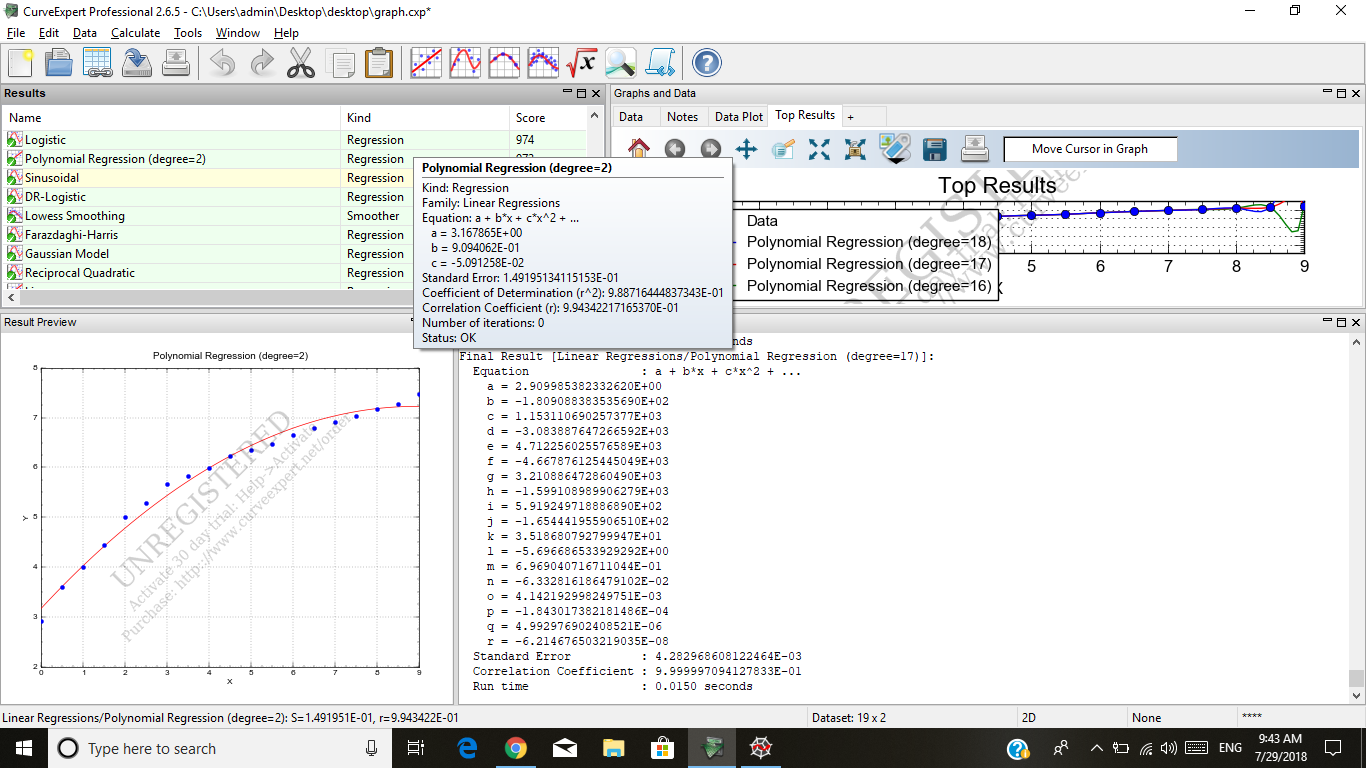 CurveExpert Professional 2.6.5 - C:\Users\admin\Desktop\desktop\graph.cxp*
File Edit Data Calculate Tools Window Help
Results
Name Kind Score
Logistic Regression 974
Polynomial Regression (degree=2) Regression
Sinusoidal Regression
DR-Logistic Regression
Lowess Smoothing Smoother
Farazdaghi-Harris Regression
Gaussian Model Regression
Reciprocal Quadratic Regression
Polynomial Regression (degree=2)
Kind: Regression
Family: Linear Regressions
Equation: a + b*x + c*x^2 + ...
a = 3.167865E+00
b = 9.094062E-01
c = -5.091258E-02
Standard Error: 1.49195134115153E-01
Coefficient of Determination (r^2): 9.88716444837343E-01
Correlation Coefficient (r): 9.94342217165370E-01
Number of iterations: 0
Status: OK
Graphs and Data
Data Notes Data Plot Top Results +
Move Cursor in Graph
Top Results
Data
Polynomial Regression (degree=18)
Polynomial Regression (degree=17)
Polynomial Regression (degree=16)
5 6 7 8 9
Result Preview
Polynomial Regression (degree=2)
8
7
6
5
4
3
2
Y
0 1 2 3 4 5 6 7 8 9
X
UNREGISTERED
Activate 30 day trial: Help->Activate
Purchase: http://www.curveexpert.net/order
Final Result [Linear Regressions/Polynomial Regression (degree=17)]:
Equation : a + b*x + c*x^2 + ...
a = 2.909985382332620E+00
b = -1.809088383535690E+02
c = 1.153110690257377E+03
d = -3.083887647266592E+03
e = 4.712256025576589E+03
f = -4.667876125445049E+03
g = 3.210886472860490E+03
h = -1.599108989906279E+03
i = 5.919249718886890E+02
j = -1.654441955906510E+02
k = 3.518680792799947E+01
l = -5.696686533929292E+00
m = 6.969040716711044E-01
n = -6.332816186479102E-02
o = 4.142192998249751E-03
p = -1.843017382181486E-04
q = 4.992976902408521E-06
r = -6.214676503219035E-08
Standard Error : 4.282968608122464E-03
Correlation Coefficient : 9.999997094127833E-01
Run time : 0.0150 seconds
Linear Regressions/Polynomial Regression (degree=2): S=1.491951E-01, r=9.943422E-01
Dataset: 19 x 2
2D
None
****
Type here to search
ENG
9:43 AM
7/29/2018